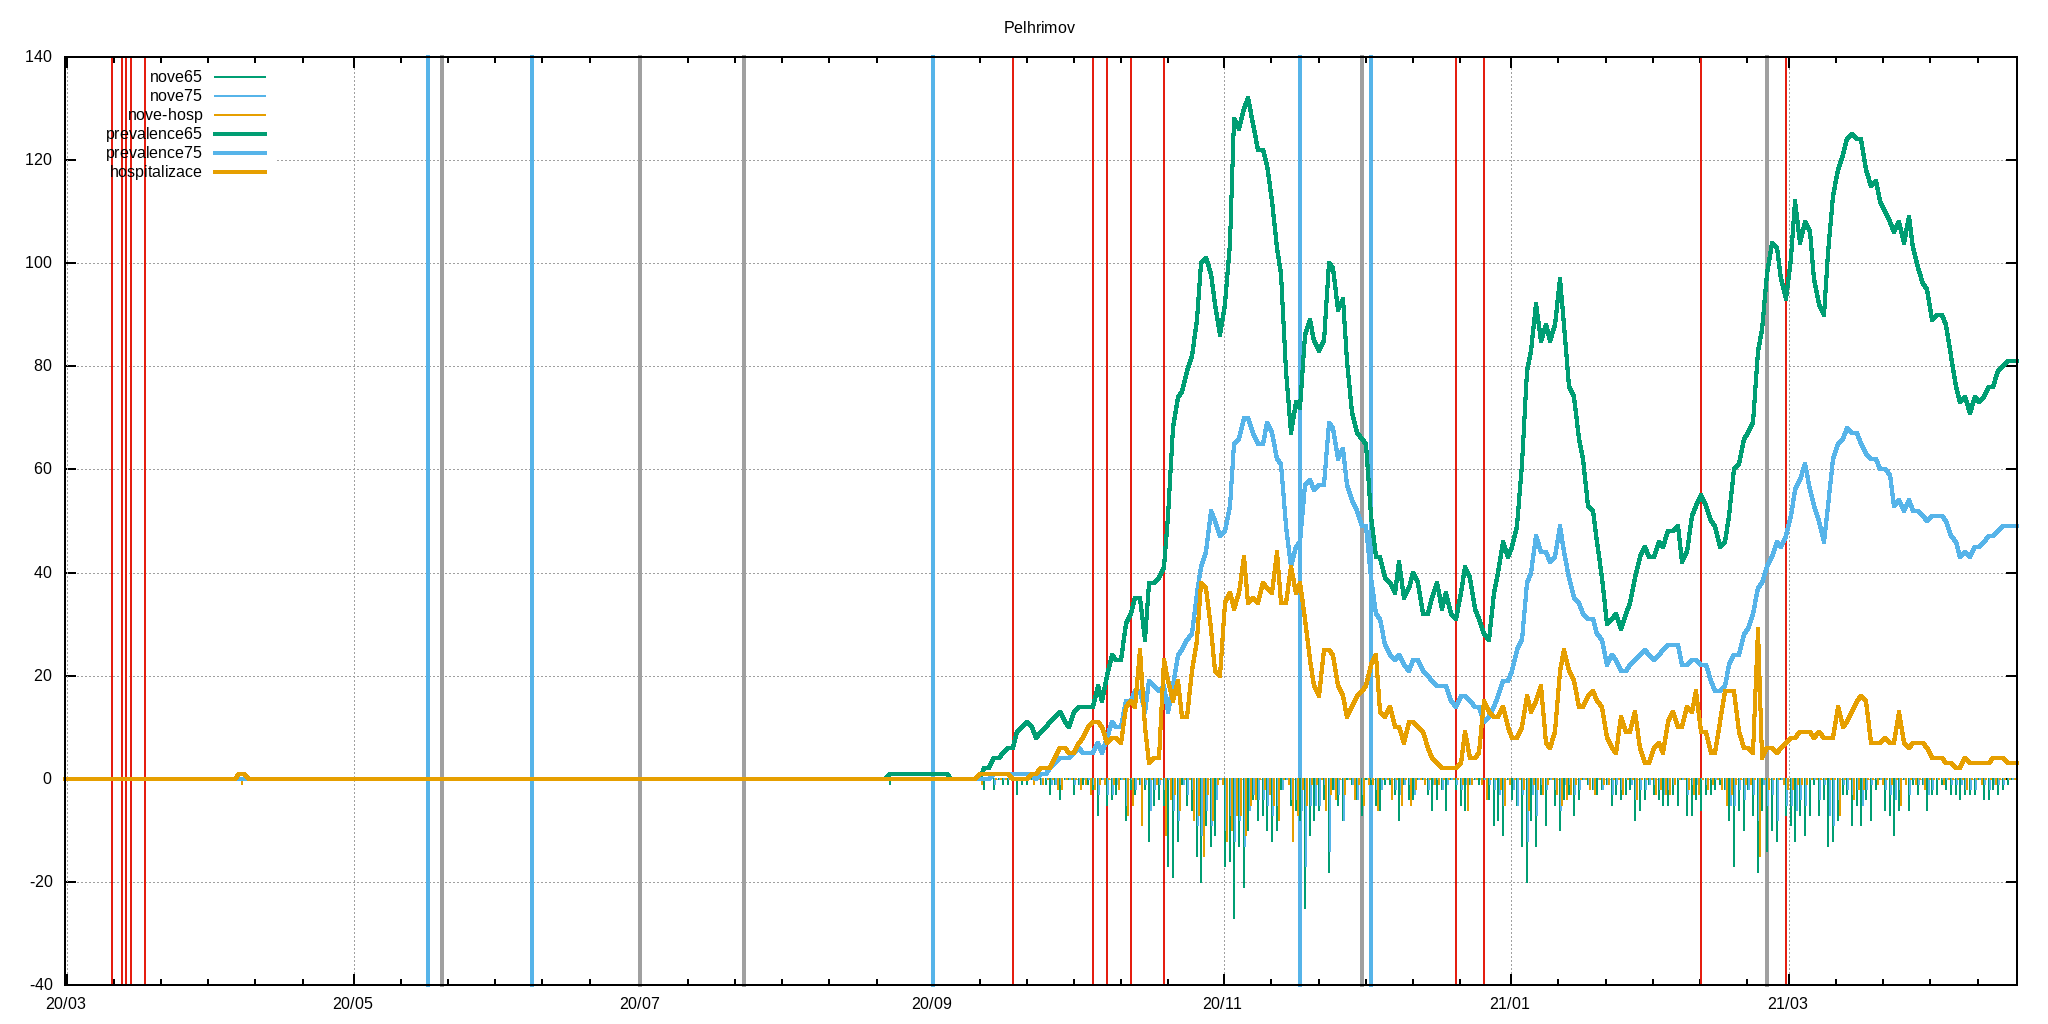 Pelhrimov
140
120
100
80
60
40
20
0
-20
-40
nove65
nove75
nove-hosp
prevalence65
prevalence75
hospitalizace
20/03 20/05 20/07 20/09 20/11 21/01 21/03